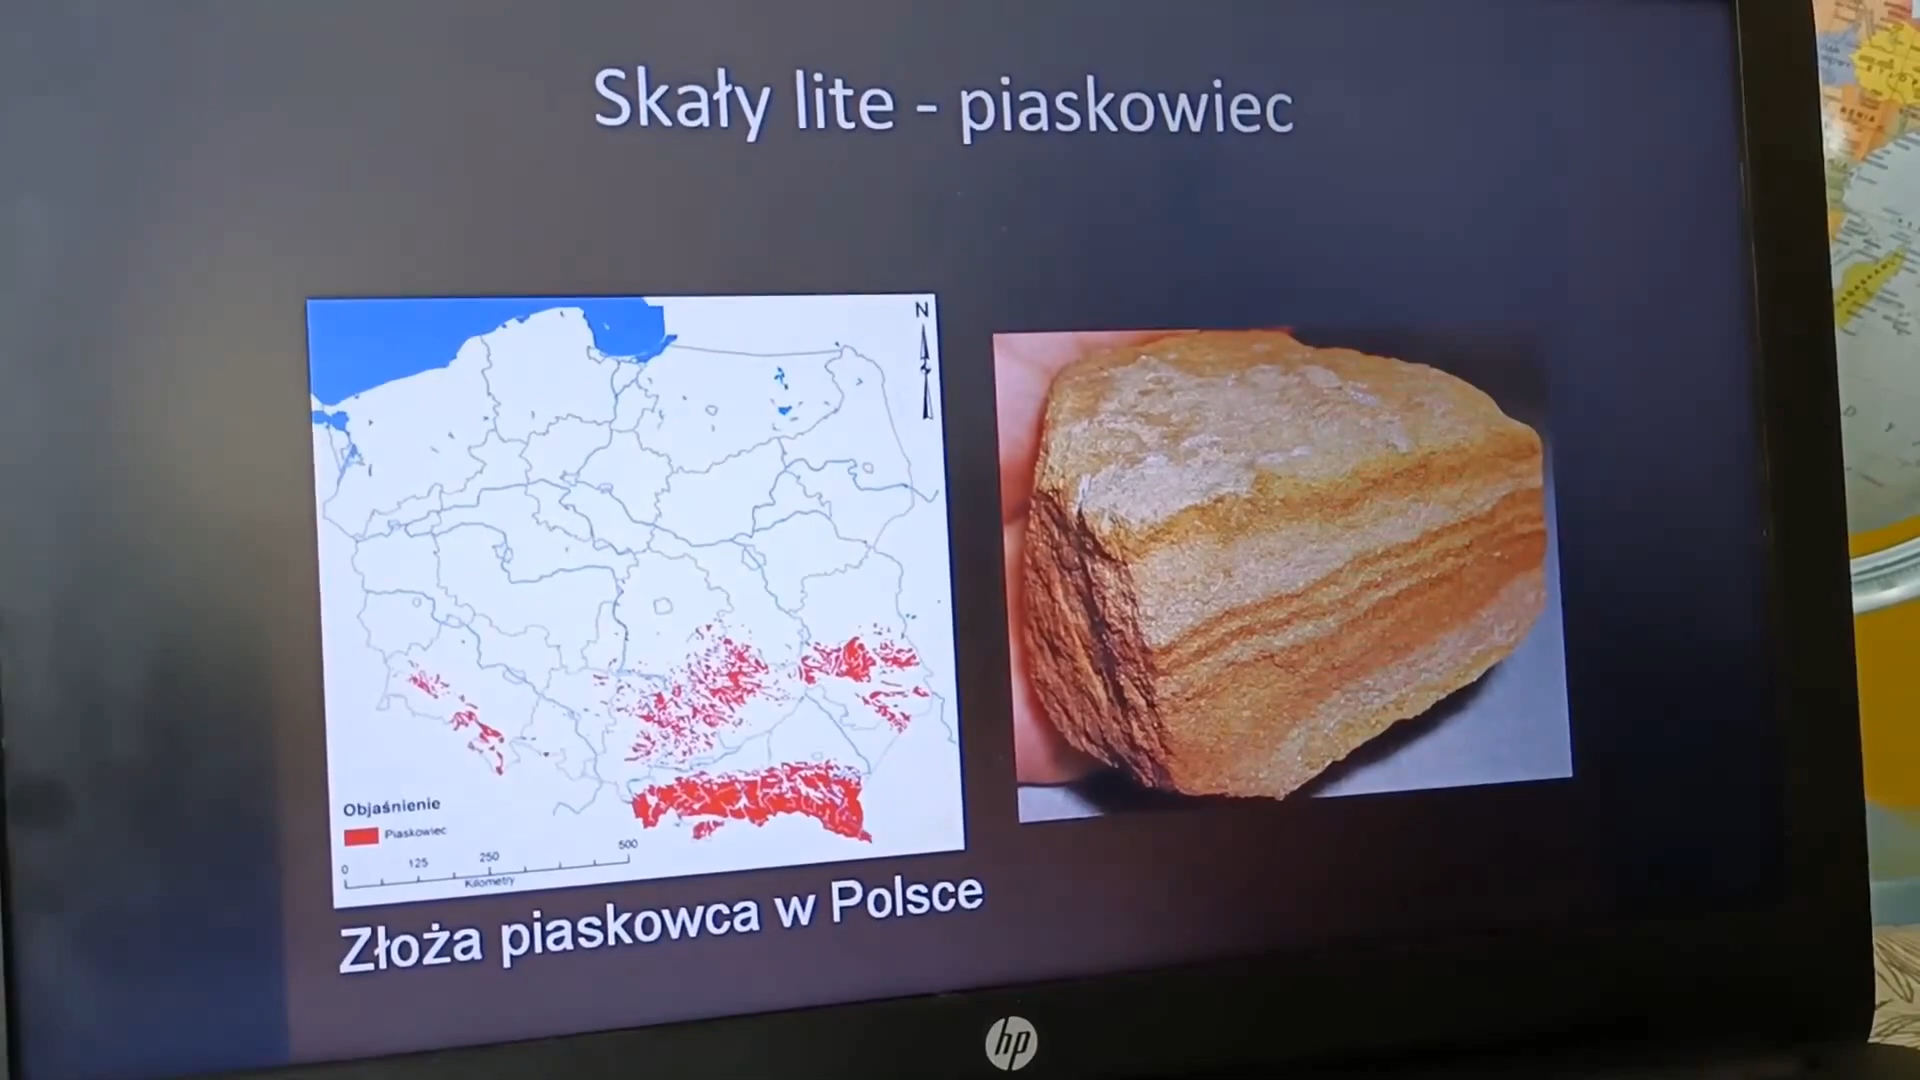 Skały lite - piaskowiec
N
Objaśnienie
Piaskowiec
0 125 250 500
Kilometry
Złoża piaskowca w Polsce
hp